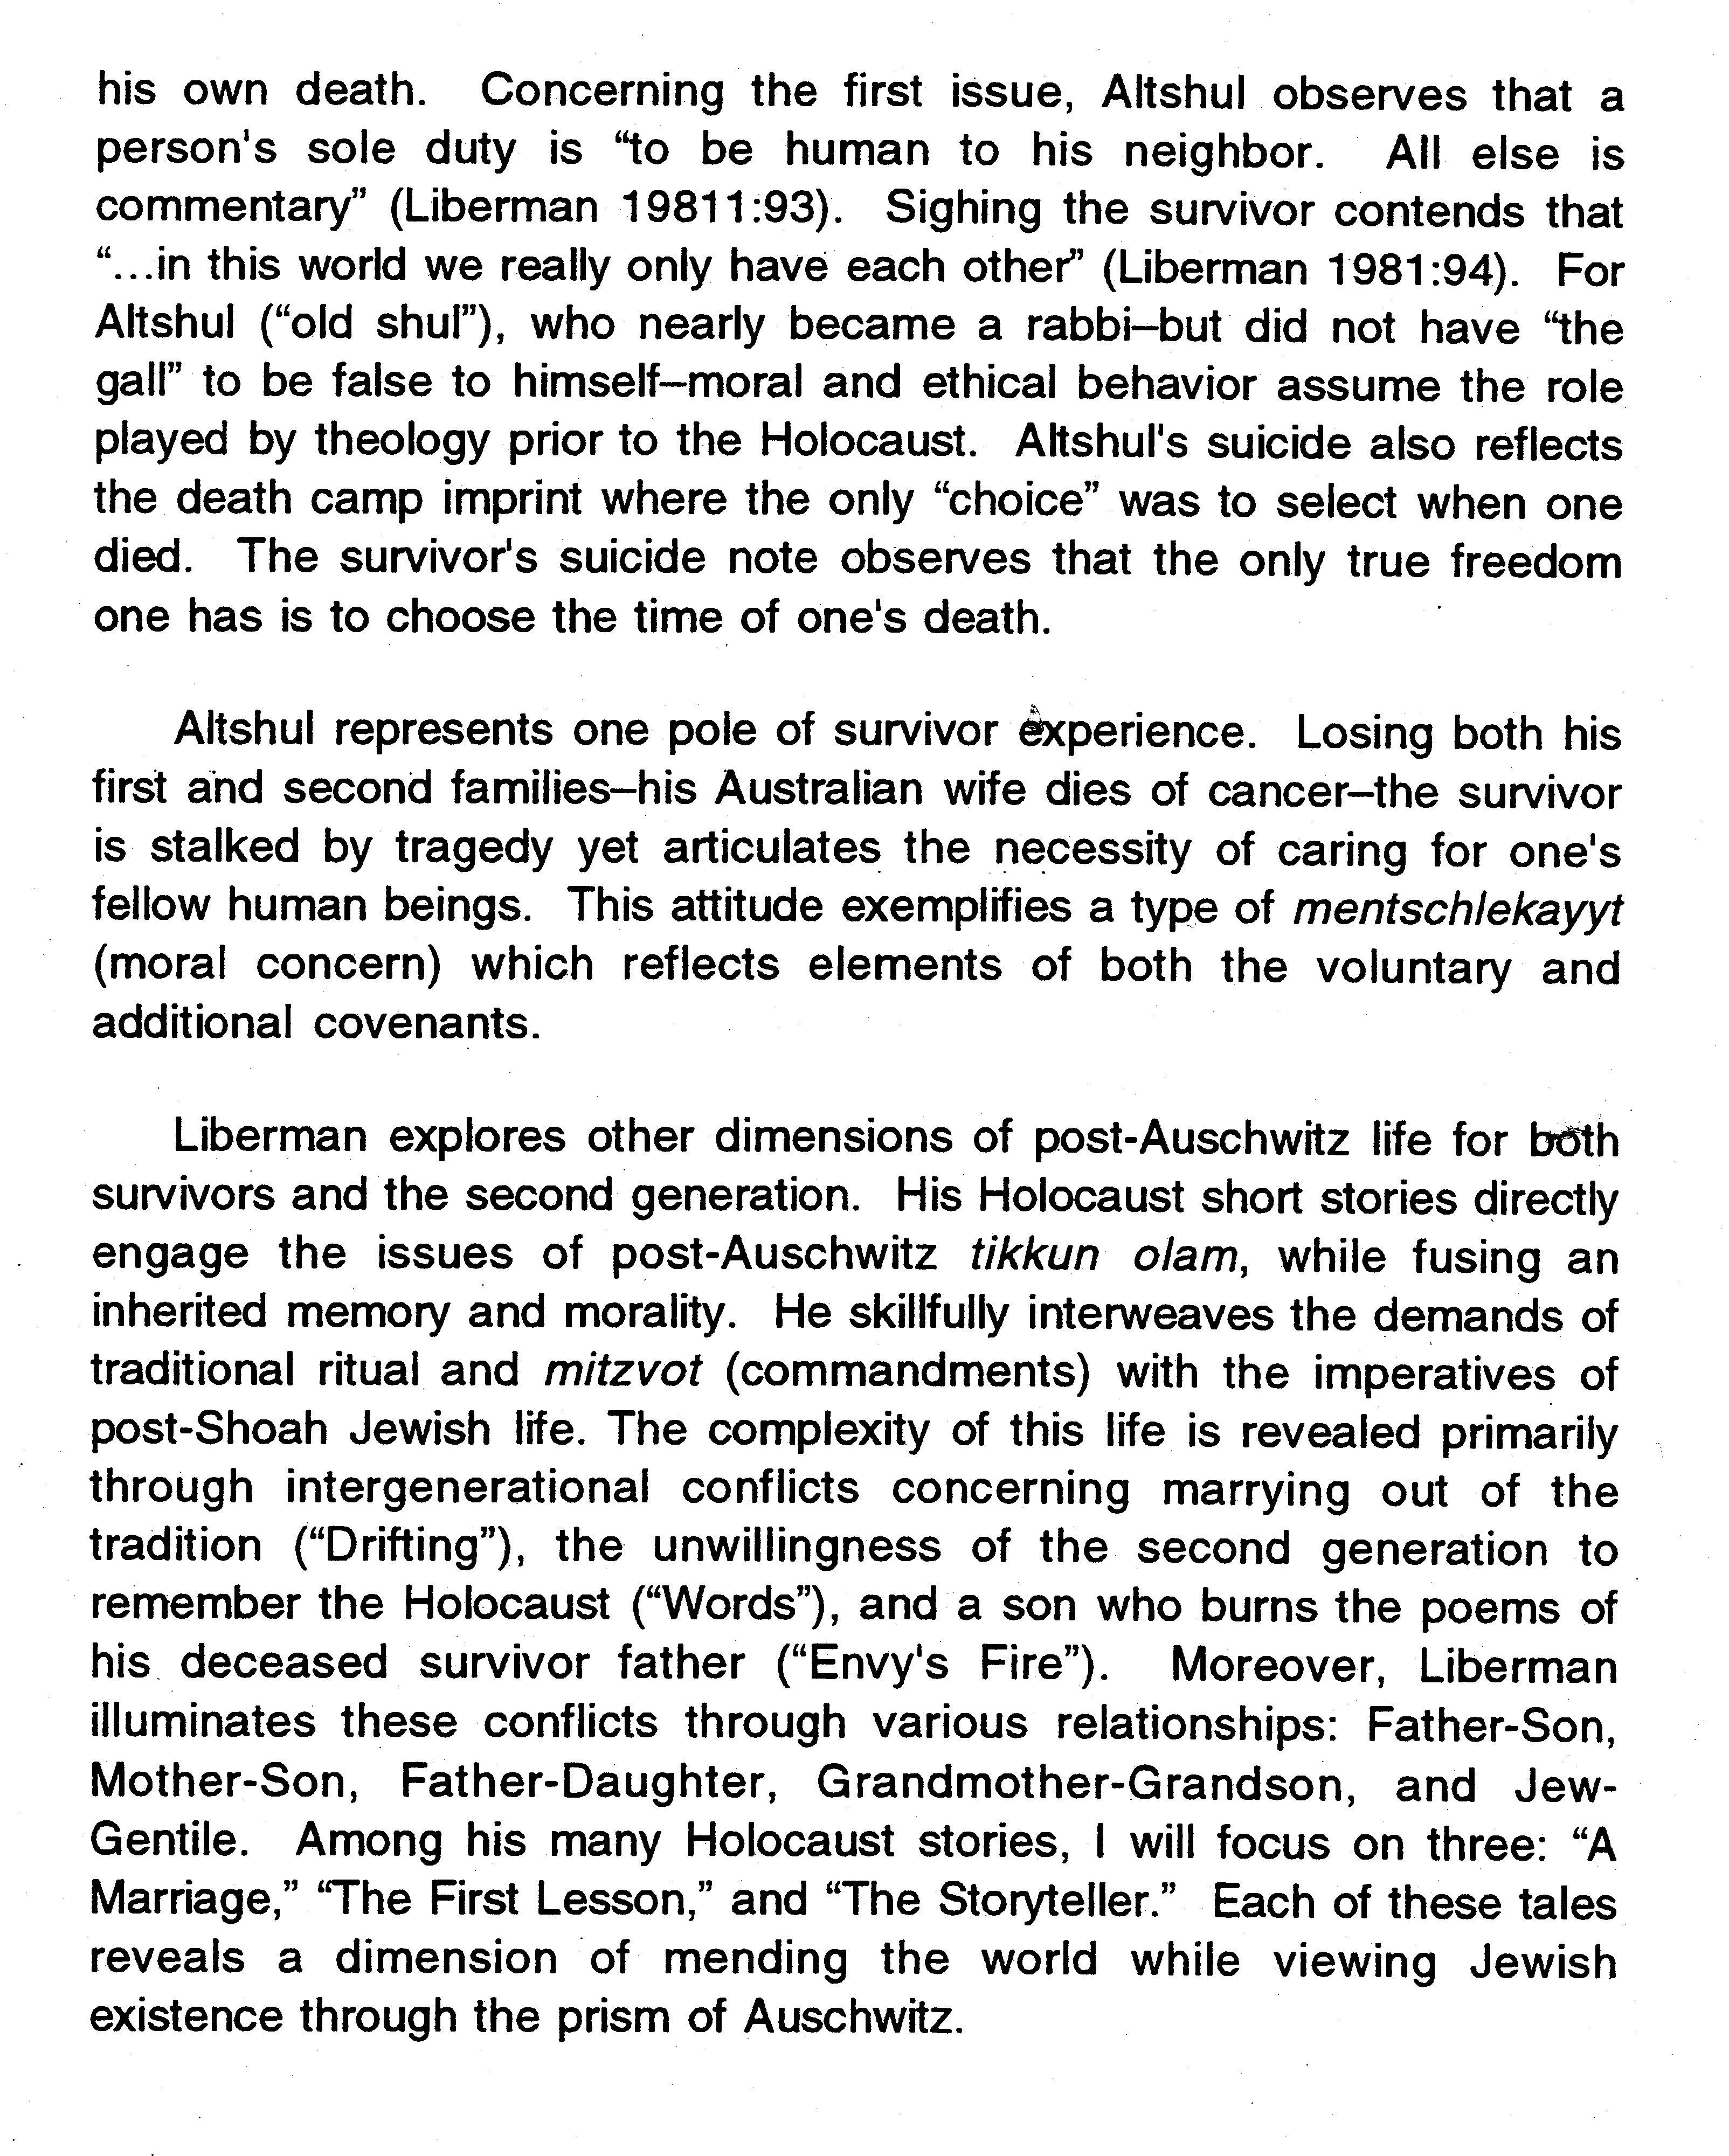 his own death. Concerning the first issue, Altshul observes that a
person's sole duty is “to be human to his neighbor. All else is
commentary” (Liberman 19811:93). Sighing the survivor contends that
“...in this world we really only have each other” (Liberman 1981:94). For
Altshul (“old shul”), who nearly became a rabbi–but did not have “the
gall” to be false to himself–moral and ethical behavior assume the role
played by theology prior to the Holocaust. Altshul's suicide also reflects
the death camp imprint where the only “choice” was to select when one
died. The survivor's suicide note observes that the only true freedom
one has is to choose the time of one's death.
Altshul represents one pole of survivor experience. Losing both his
first and second families–his Australian wife dies of cancer–the survivor
is stalked by tragedy yet articulates the necessity of caring for one's
fellow human beings. This attitude exemplifies a type of mentschlekayyt
(moral concern) which reflects elements of both the voluntary and
additional covenants.
Liberman explores other dimensions of post-Auschwitz life for both
survivors and the second generation. His Holocaust short stories directly
engage the issues of post-Auschwitz tikkun olam, while fusing an
inherited memory and morality. He skillfully interweaves the demands of
traditional ritual and mitzvot (commandments) with the imperatives of
post-Shoah Jewish life. The complexity of this life is revealed primarily
through intergenerational conflicts concerning marrying out of the
tradition (“Drifting”), the unwillingness of the second generation to
remember the Holocaust (“Words”), and a son who burns the poems of
his deceased survivor father (“Envy's Fire”). Moreover, Liberman
illuminates these conflicts through various relationships: Father-Son,
Mother-Son, Father-Daughter, Grandmother-Grandson, and Jew-
Gentile. Among his many Holocaust stories, I will focus on three: “A
Marriage,” “The First Lesson,” and “The Storyteller.” Each of these tales
reveals a dimension of mending the world while viewing Jewish
existence through the prism of Auschwitz.